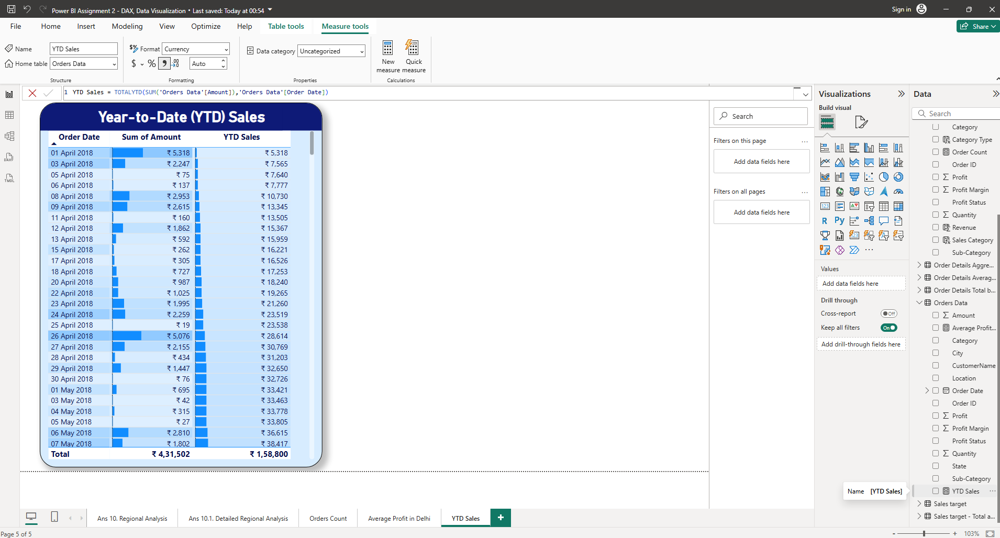 Power BI Assignment 2 - DAX, Data Visualization • Last saved: Today at 00:54
Sign in
File Home Insert Modeling View Optimize Help Table tools Measure tools
Share
Name YTD Sales
Home table Orders Data
Structure
Format Currency
$ % Auto
Formatting
Data category Uncategorized
Properties
New measure
Quick measure
Calculations
1 YTD Sales = TOTALYTD(SUM('Orders Data'[Amount]),'Orders Data'[Order Date])
Year-to-Date (YTD) Sales
Order Date Sum of Amount YTD Sales
01 April 2018 ₹ 5,318 ₹ 5,318
03 April 2018 ₹ 2,247 ₹ 7,565
05 April 2018 ₹ 75 ₹ 7,640
06 April 2018 ₹ 137 ₹ 7,777
08 April 2018 ₹ 2,953 ₹ 10,730
09 April 2018 ₹ 2,615 ₹ 13,345
11 April 2018 ₹ 160 ₹ 13,505
12 April 2018 ₹ 1,862 ₹ 15,367
13 April 2018 ₹ 592 ₹ 15,959
15 April 2018 ₹ 262 ₹ 16,221
17 April 2018 ₹ 305 ₹ 16,526
18 April 2018 ₹ 727 ₹ 17,253
20 April 2018 ₹ 987 ₹ 18,240
22 April 2018 ₹ 1,025 ₹ 19,265
23 April 2018 ₹ 1,995 ₹ 21,260
24 April 2018 ₹ 2,259 ₹ 23,519
25 April 2018 ₹ 19 ₹ 23,538
26 April 2018 ₹ 5,076 ₹ 28,614
27 April 2018 ₹ 2,155 ₹ 30,769
28 April 2018 ₹ 434 ₹ 31,203
29 April 2018 ₹ 1,447 ₹ 32,650
30 April 2018 ₹ 76 ₹ 32,726
01 May 2018 ₹ 695 ₹ 33,421
03 May 2018 ₹ 42 ₹ 33,463
04 May 2018 ₹ 315 ₹ 33,778
05 May 2018 ₹ 27 ₹ 33,805
06 May 2018 ₹ 2,810 ₹ 36,615
07 May 2018 ₹ 1,802 ₹ 38,417
Total ₹ 4,31,502 ₹ 1,58,800
Search
Filters on this page ...
Add data fields here
Filters on all pages ...
Add data fields here
Visualizations
Build visual
R Py
123
...
Values
Add data fields here
Drill through
Cross-report Off
Keep all filters On
Add drill-through fields here
Name [YTD Sales]
Data
Search
Category
Category Type
Order Count
Order ID
Profit
Profit Margin
Profit Status
Quantity
Revenue
Sales Category
Sub-Category
Order Details Aggre...
Order Details Averag...
Order Details Total b...
Orders Data
Amount
Average Profit...
Category
City
CustomerName
Location
Order Date
Order ID
Profit
Profit Margin
Profit Status
Quantity
State
Sub-Category
YTD Sales ...
Sales target
Sales target - Total a...
DAX
TMDL
Ans 10. Regional Analysis
Ans 10.1. Detailed Regional Analysis
Orders Count
Average Profit in Delhi
YTD Sales
+
Page 5 of 5
- + 103%